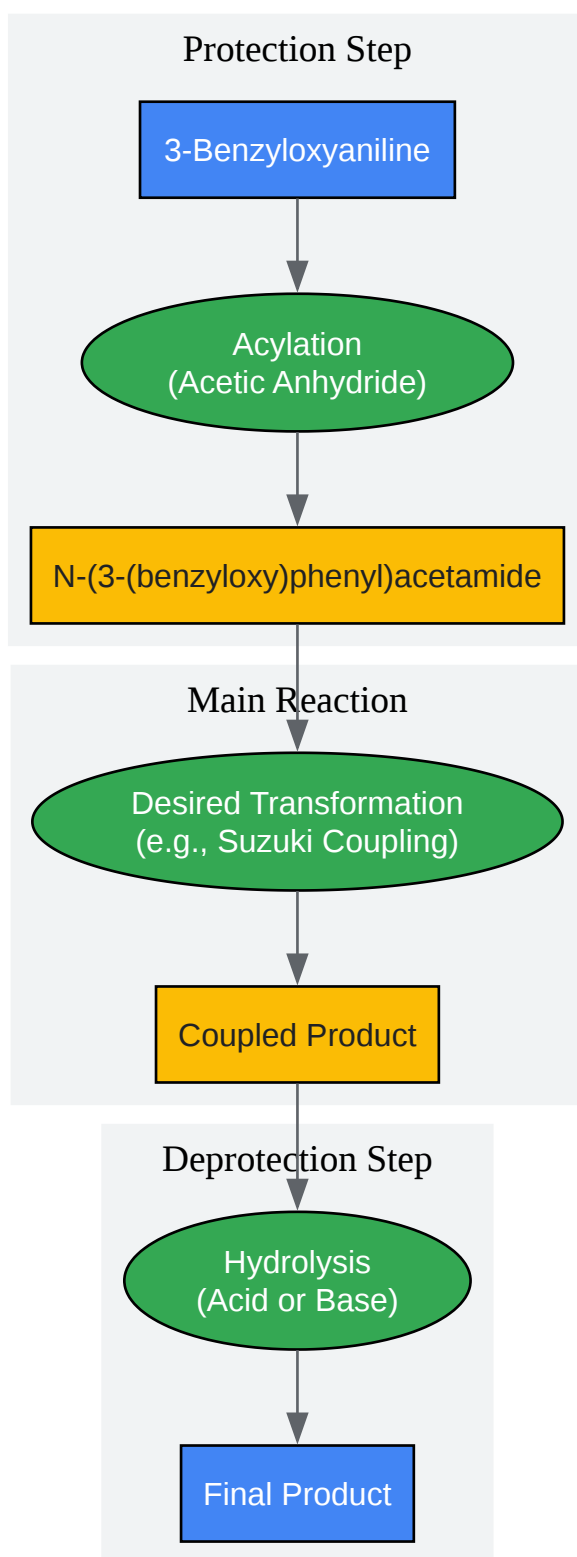 Protection Step
3-Benzyloxyaniline
Acylation
(Acetic Anhydride)
N-(3-(benzyloxy)phenyl)acetamide
Main Reaction
Desired Transformation
(e.g., Suzuki Coupling)
Coupled Product
Deprotection Step
Hydrolysis
(Acid or Base)
Final Product